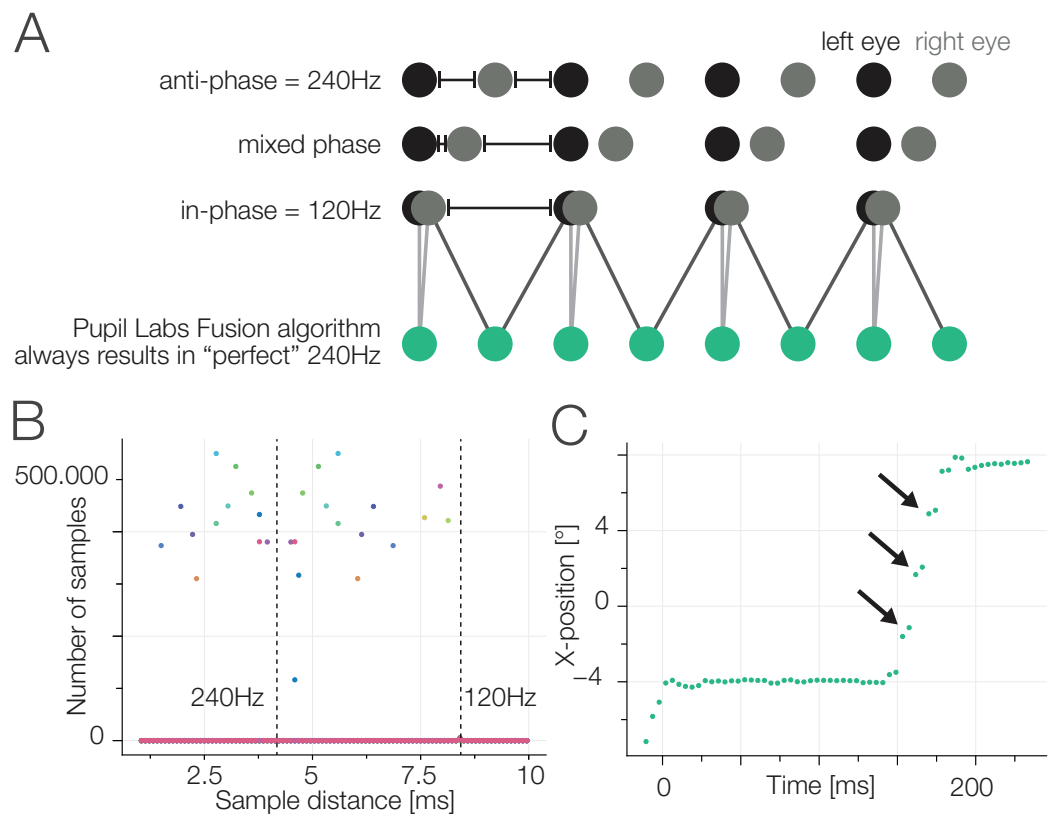 A
left eye right eye
anti-phase = 240Hz
mixed phase
in-phase = 120Hz
Pupil Labs Fusion algorithm
always results in “perfect” 240Hz
B
Number of samples
500.000
0
240Hz
120Hz
2.5 5 7.5 10
Sample distance [ms]
C
X-position [°]
4
0
−4
0 200
Time [ms]